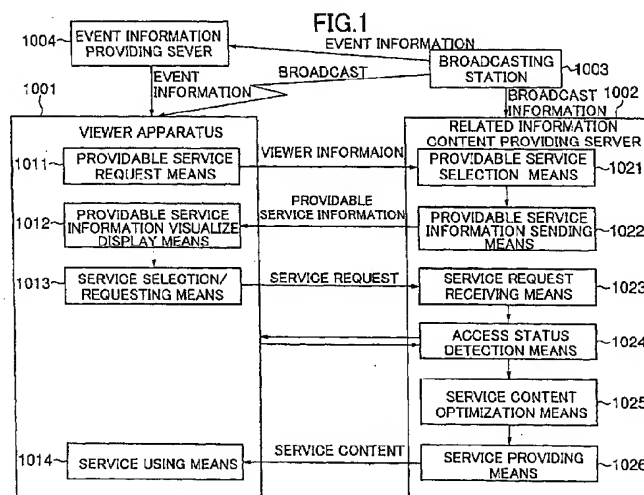 FIG.1
1004
EVENT INFORMATION
PROVIDING SEVER
EVENT INFORMATION
BROADCASTING
STATION
1003
BROADCAST
EVENT
INFORMATION
1001
BROADCAST
INFORMATION
1002
VIEWER APPARATUS
RELATED INFORMATION
CONTENT PROVIDING SERVER
1011
PROVIDABLE SERVICE
REQUEST MEANS
VIEWER INFORMAION
PROVIDABLE SERVICE
SELECTION MEANS
1021
1012
PROVIDABLE SERVICE
INFORMATION VISUALIZE
DISPLAY MEANS
PROVIDABLE
SERVICE INFORMATION
PROVIDABLE SERVICE
INFORMATION SENDING
MEANS
1022
1013
SERVICE SELECTION/
REQUESTING MEANS
SERVICE REQUEST
SERVICE REQUEST
RECEIVING MEANS
1023
ACCESS STATUS
DETECTION MEANS
1024
SERVICE CONTENT
OPTIMIZATION MEANS
1025
1014
SERVICE USING MEANS
SERVICE CONTENT
SERVICE PROVIDING
MEANS
1026